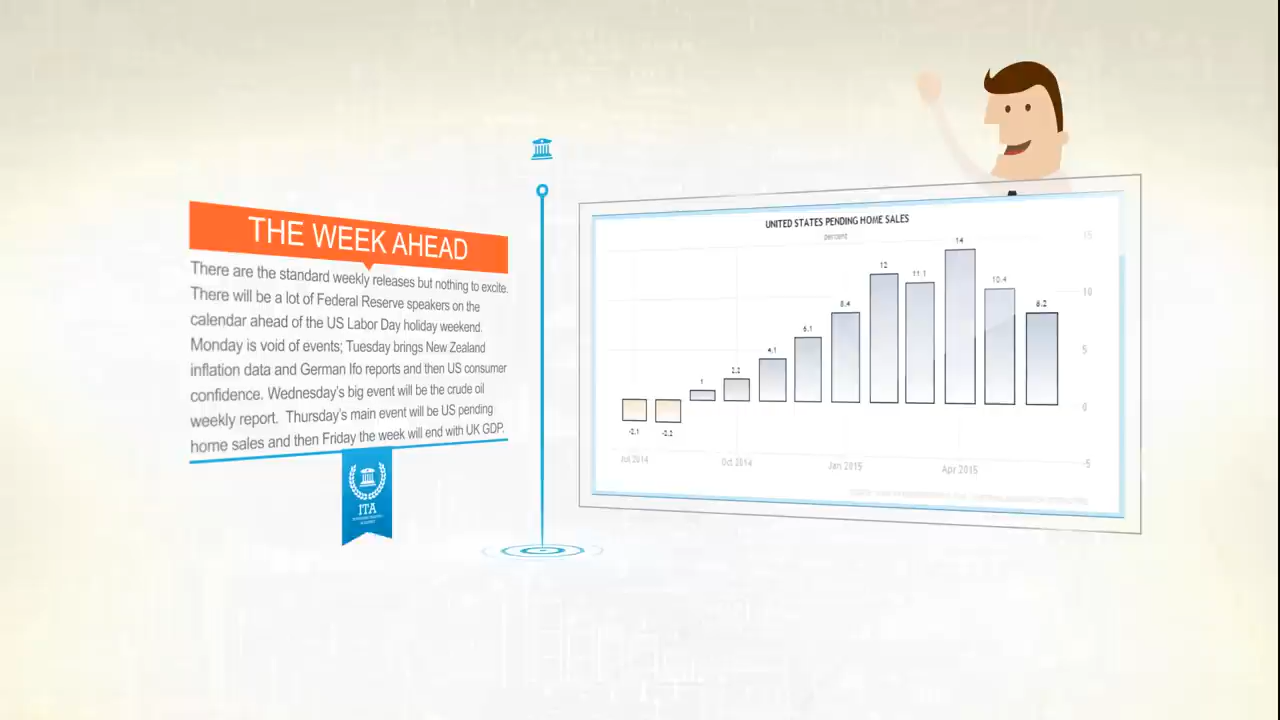 THE WEEK AHEAD
There are the standard weekly releases but nothing to excite.
There will be a lot of Federal Reserve speakers on the
calendar ahead of the US Labor Day holiday weekend.
Monday is void of events; Tuesday brings New Zealand
inflation data and German Ifo reports and then US consumer
confidence. Wednesday's big event will be the crude oil
weekly report. Thursday's main event will be US pending
home sales and then Friday the week will end with UK GDP.
ITA
UNITED STATES PENDING HOME SALES
percent
15
14
12
11.1
10.4
10
8.4
8.2
6.1
5
4.1
2.2
1
0
-2.1
-2.2
-5
Jul 2014
Oct 2014
Jan 2015
Apr 2015